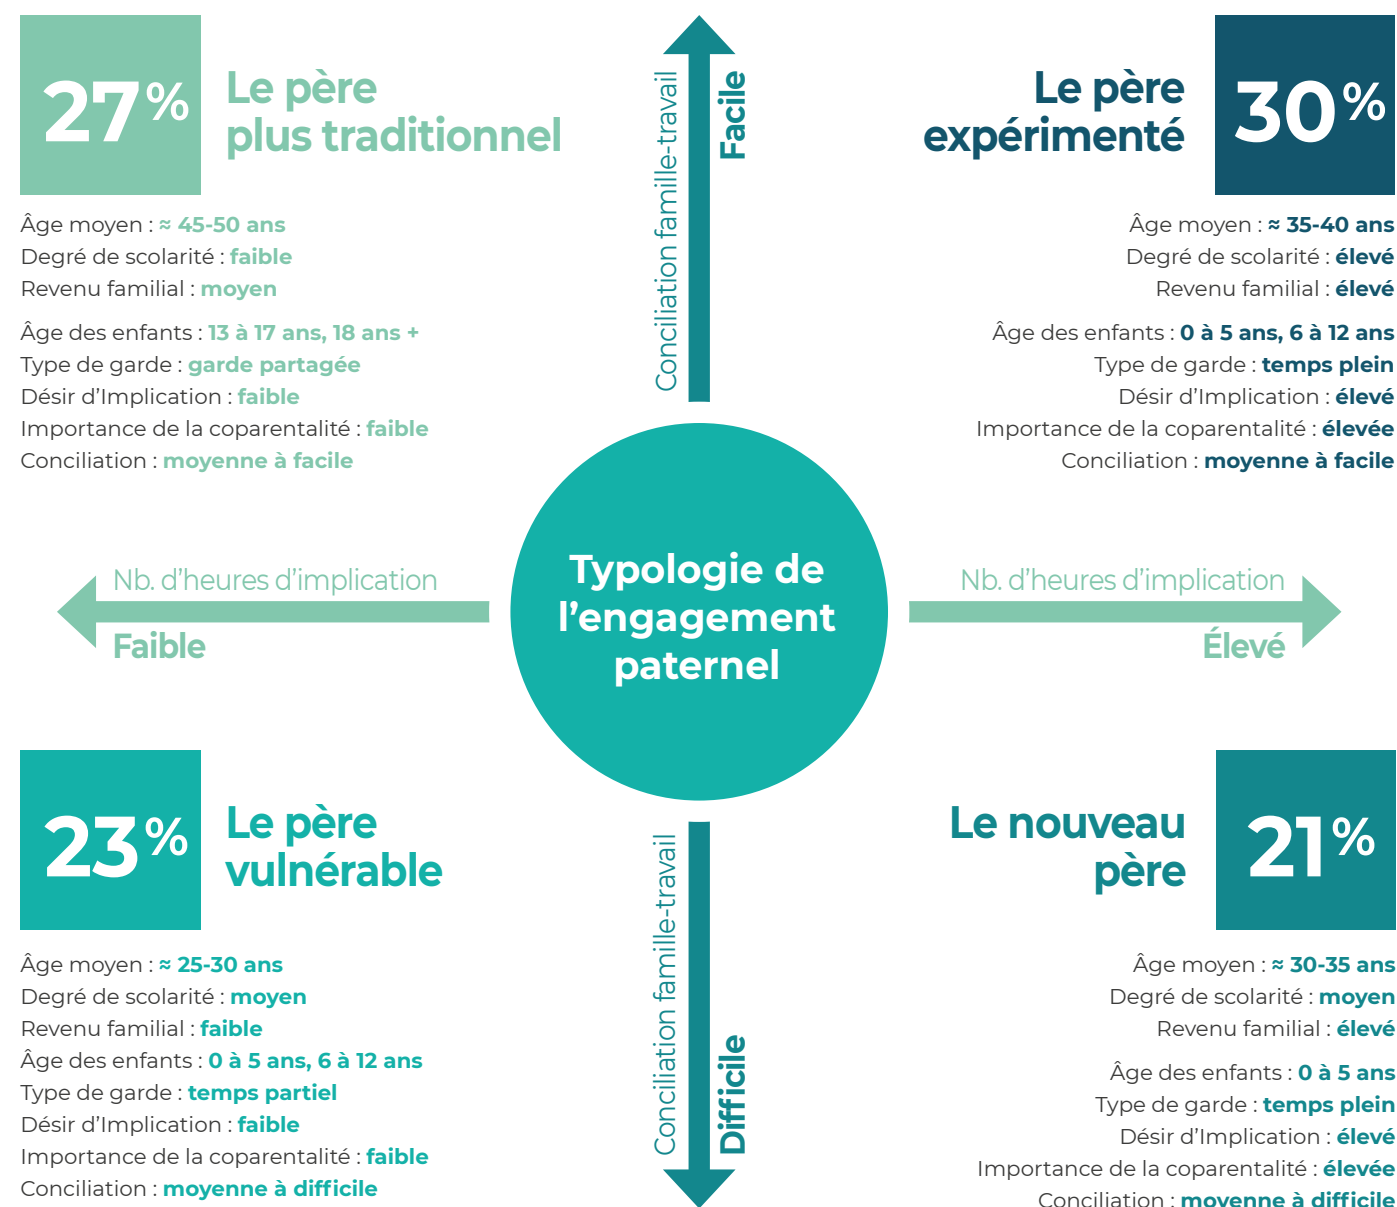 27%
Le père
plus traditionnel
Âge moyen : ≈ 45-50 ans
Degré de scolarité : faible
Revenu familial : moyen
Âge des enfants : 13 à 17 ans, 18 ans +
Type de garde : garde partagée
Désir d’Implication : faible
Importance de la coparentalité : faible
Conciliation : moyenne à facile
Conciliation famille-travail
Facile
Le père
expérimenté
30%
Âge moyen : ≈ 35-40 ans
Degré de scolarité : élevé
Revenu familial : élevé
Âge des enfants : 0 à 5 ans, 6 à 12 ans
Type de garde : temps plein
Désir d’Implication : élevé
Importance de la coparentalité : élevée
Conciliation : moyenne à facile
Nb. d’heures d’implication
Faible
Typologie de
l’engagement
paternel
Nb. d’heures d’implication
Élevé
23%
Le père
vulnérable
Âge moyen : ≈ 25-30 ans
Degré de scolarité : moyen
Revenu familial : faible
Âge des enfants : 0 à 5 ans, 6 à 12 ans
Type de garde : temps partiel
Désir d’Implication : faible
Importance de la coparentalité : faible
Conciliation : moyenne à difficile
Conciliation famille-travail
Difficile
Le nouveau
père
21%
Âge moyen : ≈ 30-35 ans
Degré de scolarité : moyen
Revenu familial : élevé
Âge des enfants : 0 à 5 ans
Type de garde : temps plein
Désir d’Implication : élevé
Importance de la coparentalité : élevée
Conciliation : moyenne à difficile